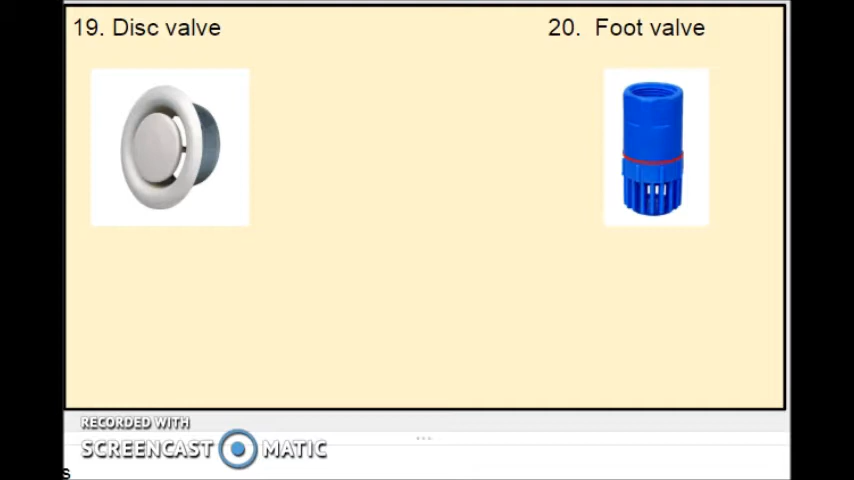 19. Disc valve
20. Foot valve
RECORDED WITH
SCREENCAST MATIC
s